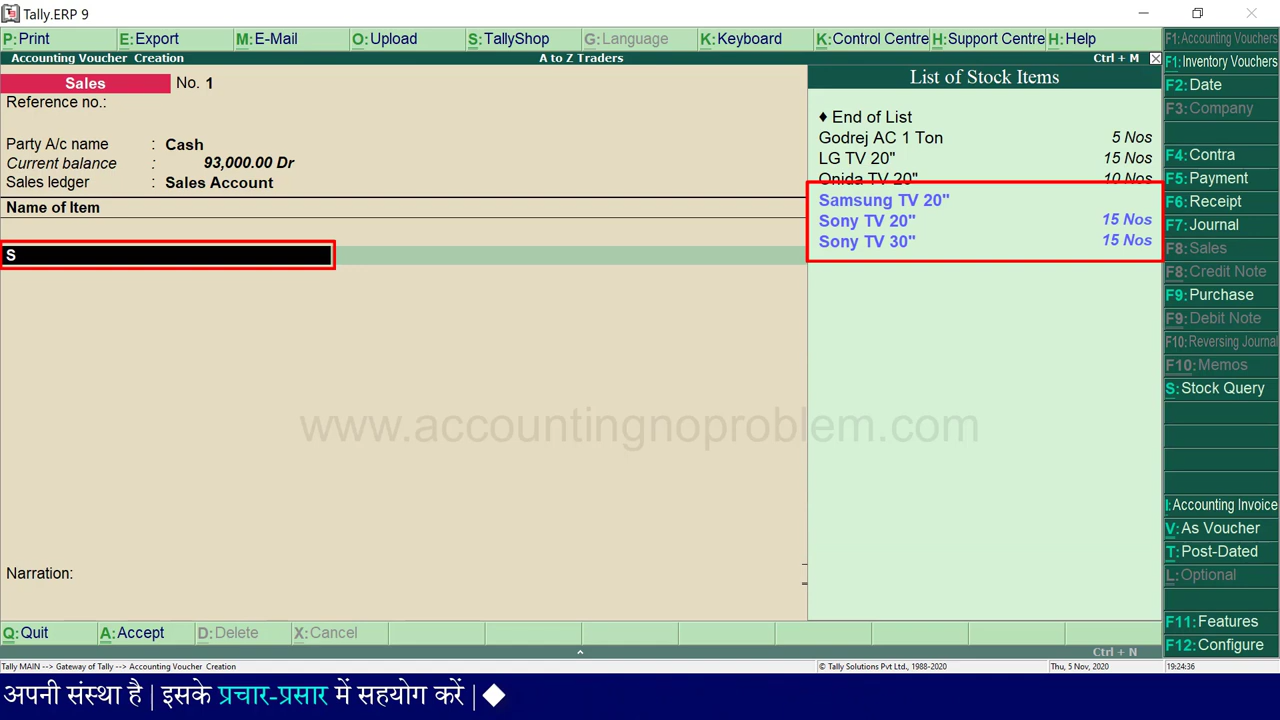 Tally.ERP 9
P: Print E: Export M: E-Mail O: Upload S: TallyShop G: Language K: Keyboard K: Control Centre H: Support Centre H: Help
Accounting Voucher Creation A to Z Traders Ctrl + M
Sales No. 1
Reference no.:
Party A/c name : Cash
Current balance : 93,000.00 Dr
Sales ledger : Sales Account
Name of Item
S
Narration:
List of Stock Items
♦ End of List
Godrej AC 1 Ton 5 Nos
LG TV 20" 15 Nos
Onida TV 20" 10 Nos
Samsung TV 20"
Sony TV 20" 15 Nos
Sony TV 30" 15 Nos
F1: Accounting Vouchers
F1: Inventory Vouchers
F2: Date
F3: Company
F4: Contra
F5: Payment
F6: Receipt
F7: Journal
F8: Sales
F8: Credit Note
F9: Purchase
F9: Debit Note
F10: Reversing Journal
F10: Memos
S: Stock Query
I: Accounting Invoice
V: As Voucher
T: Post-Dated
L: Optional
F11: Features
F12: Configure
www.accountingnoproblem.com
Q: Quit A: Accept D: Delete X: Cancel
Ctrl + N
Tally MAIN --> Gateway of Tally --> Accounting Voucher Creation © Tally Solutions Pvt Ltd., 1988-2020 Thu, 5 Nov, 2020 19:24:36
अपनी संस्था है | इसके प्रचार-प्रसार में सहयोग करें | ◆